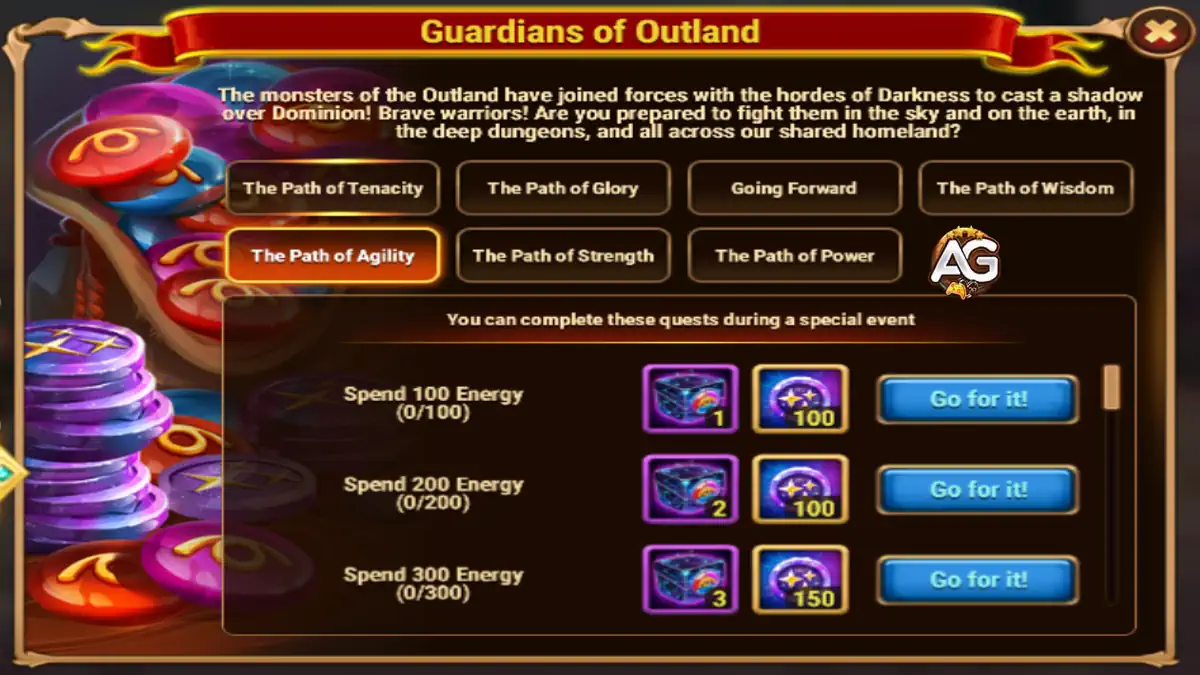 Guardians of Outland
The monsters of the Outland have joined forces with the hordes of Darkness to cast a shadow
over Dominion! Brave warriors! Are you prepared to fight them in the sky and on the earth, in
the deep dungeons, and all across our shared homeland?
The Path of Tenacity
The Path of Glory
Going Forward
The Path of Wisdom
The Path of Agility
The Path of Strength
The Path of Power
AG
You can complete these quests during a special event
Spend 100 Energy
(0/100)
1
100
Go for it!
Spend 200 Energy
(0/200)
2
100
Go for it!
Spend 300 Energy
(0/300)
3
150
Go for it!